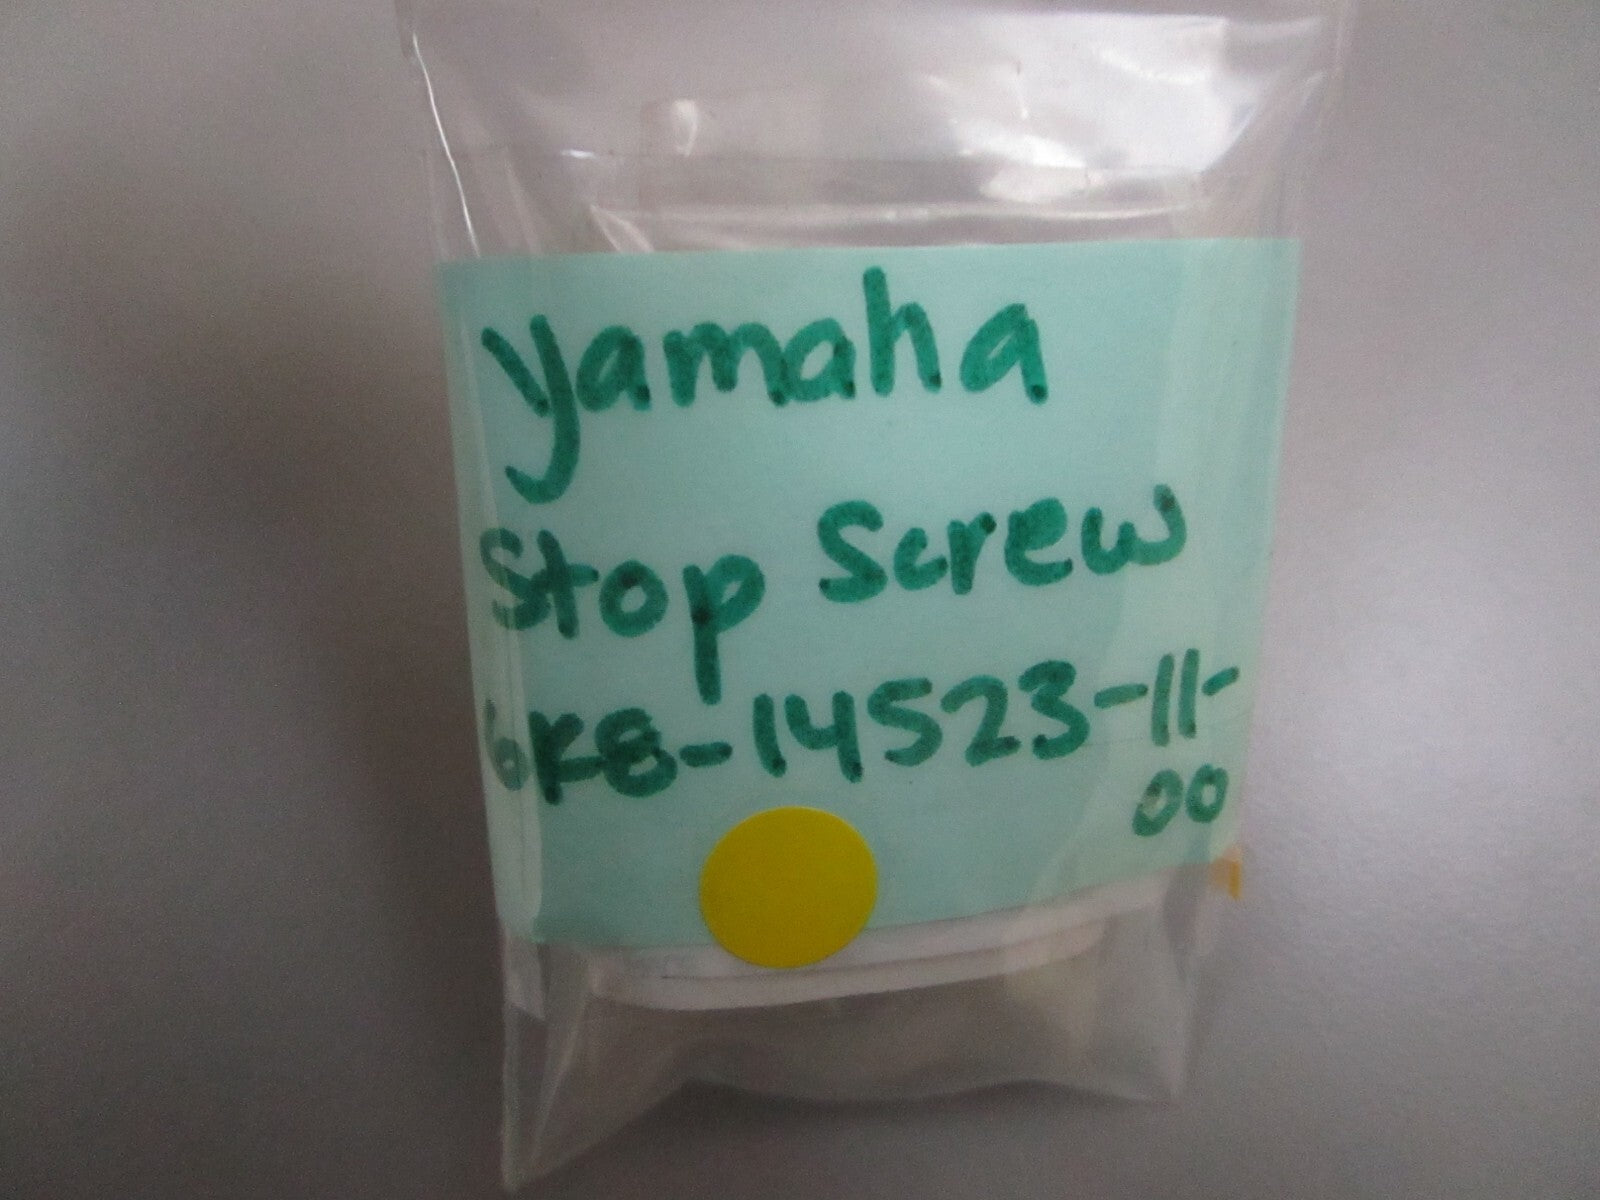 Yamaha
Stop Screw
6K8-14523-11-
00